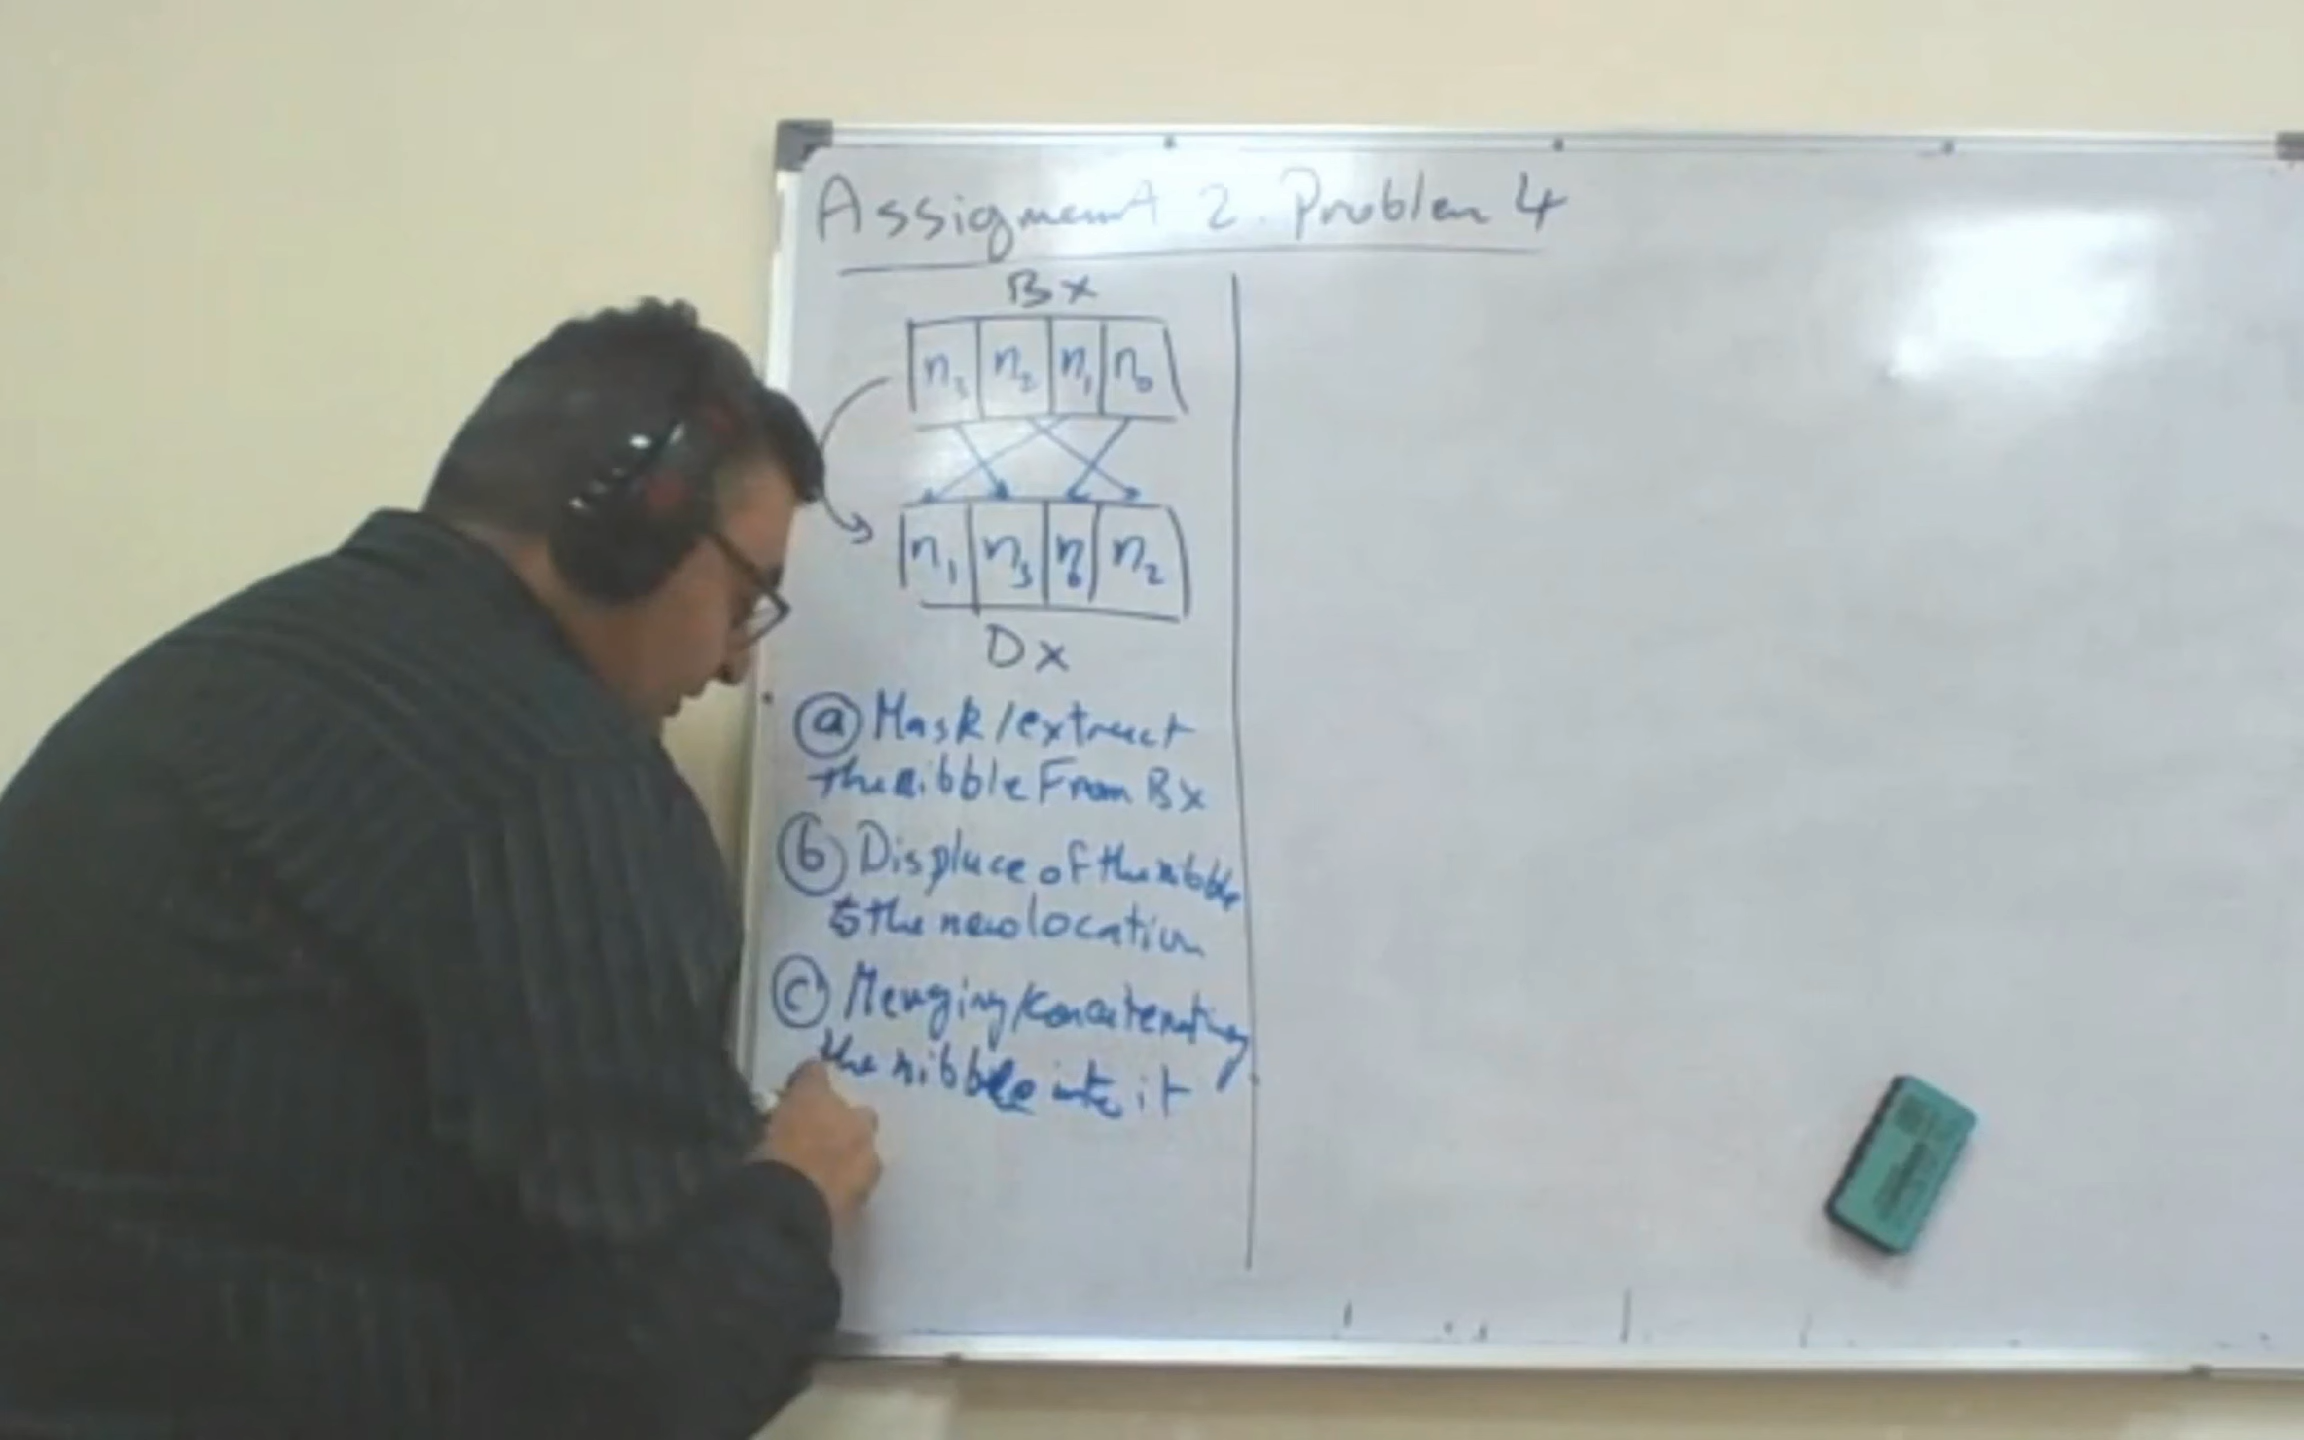 Assigment 2. Problem 4
Bx
n3 n2 n1 n0
n1 n3 n0 n2
Dx
a Mask/extract
the nibble From Bx
b Displace of the nibble
to the new location
c Merging/concatenating
the nibble into it